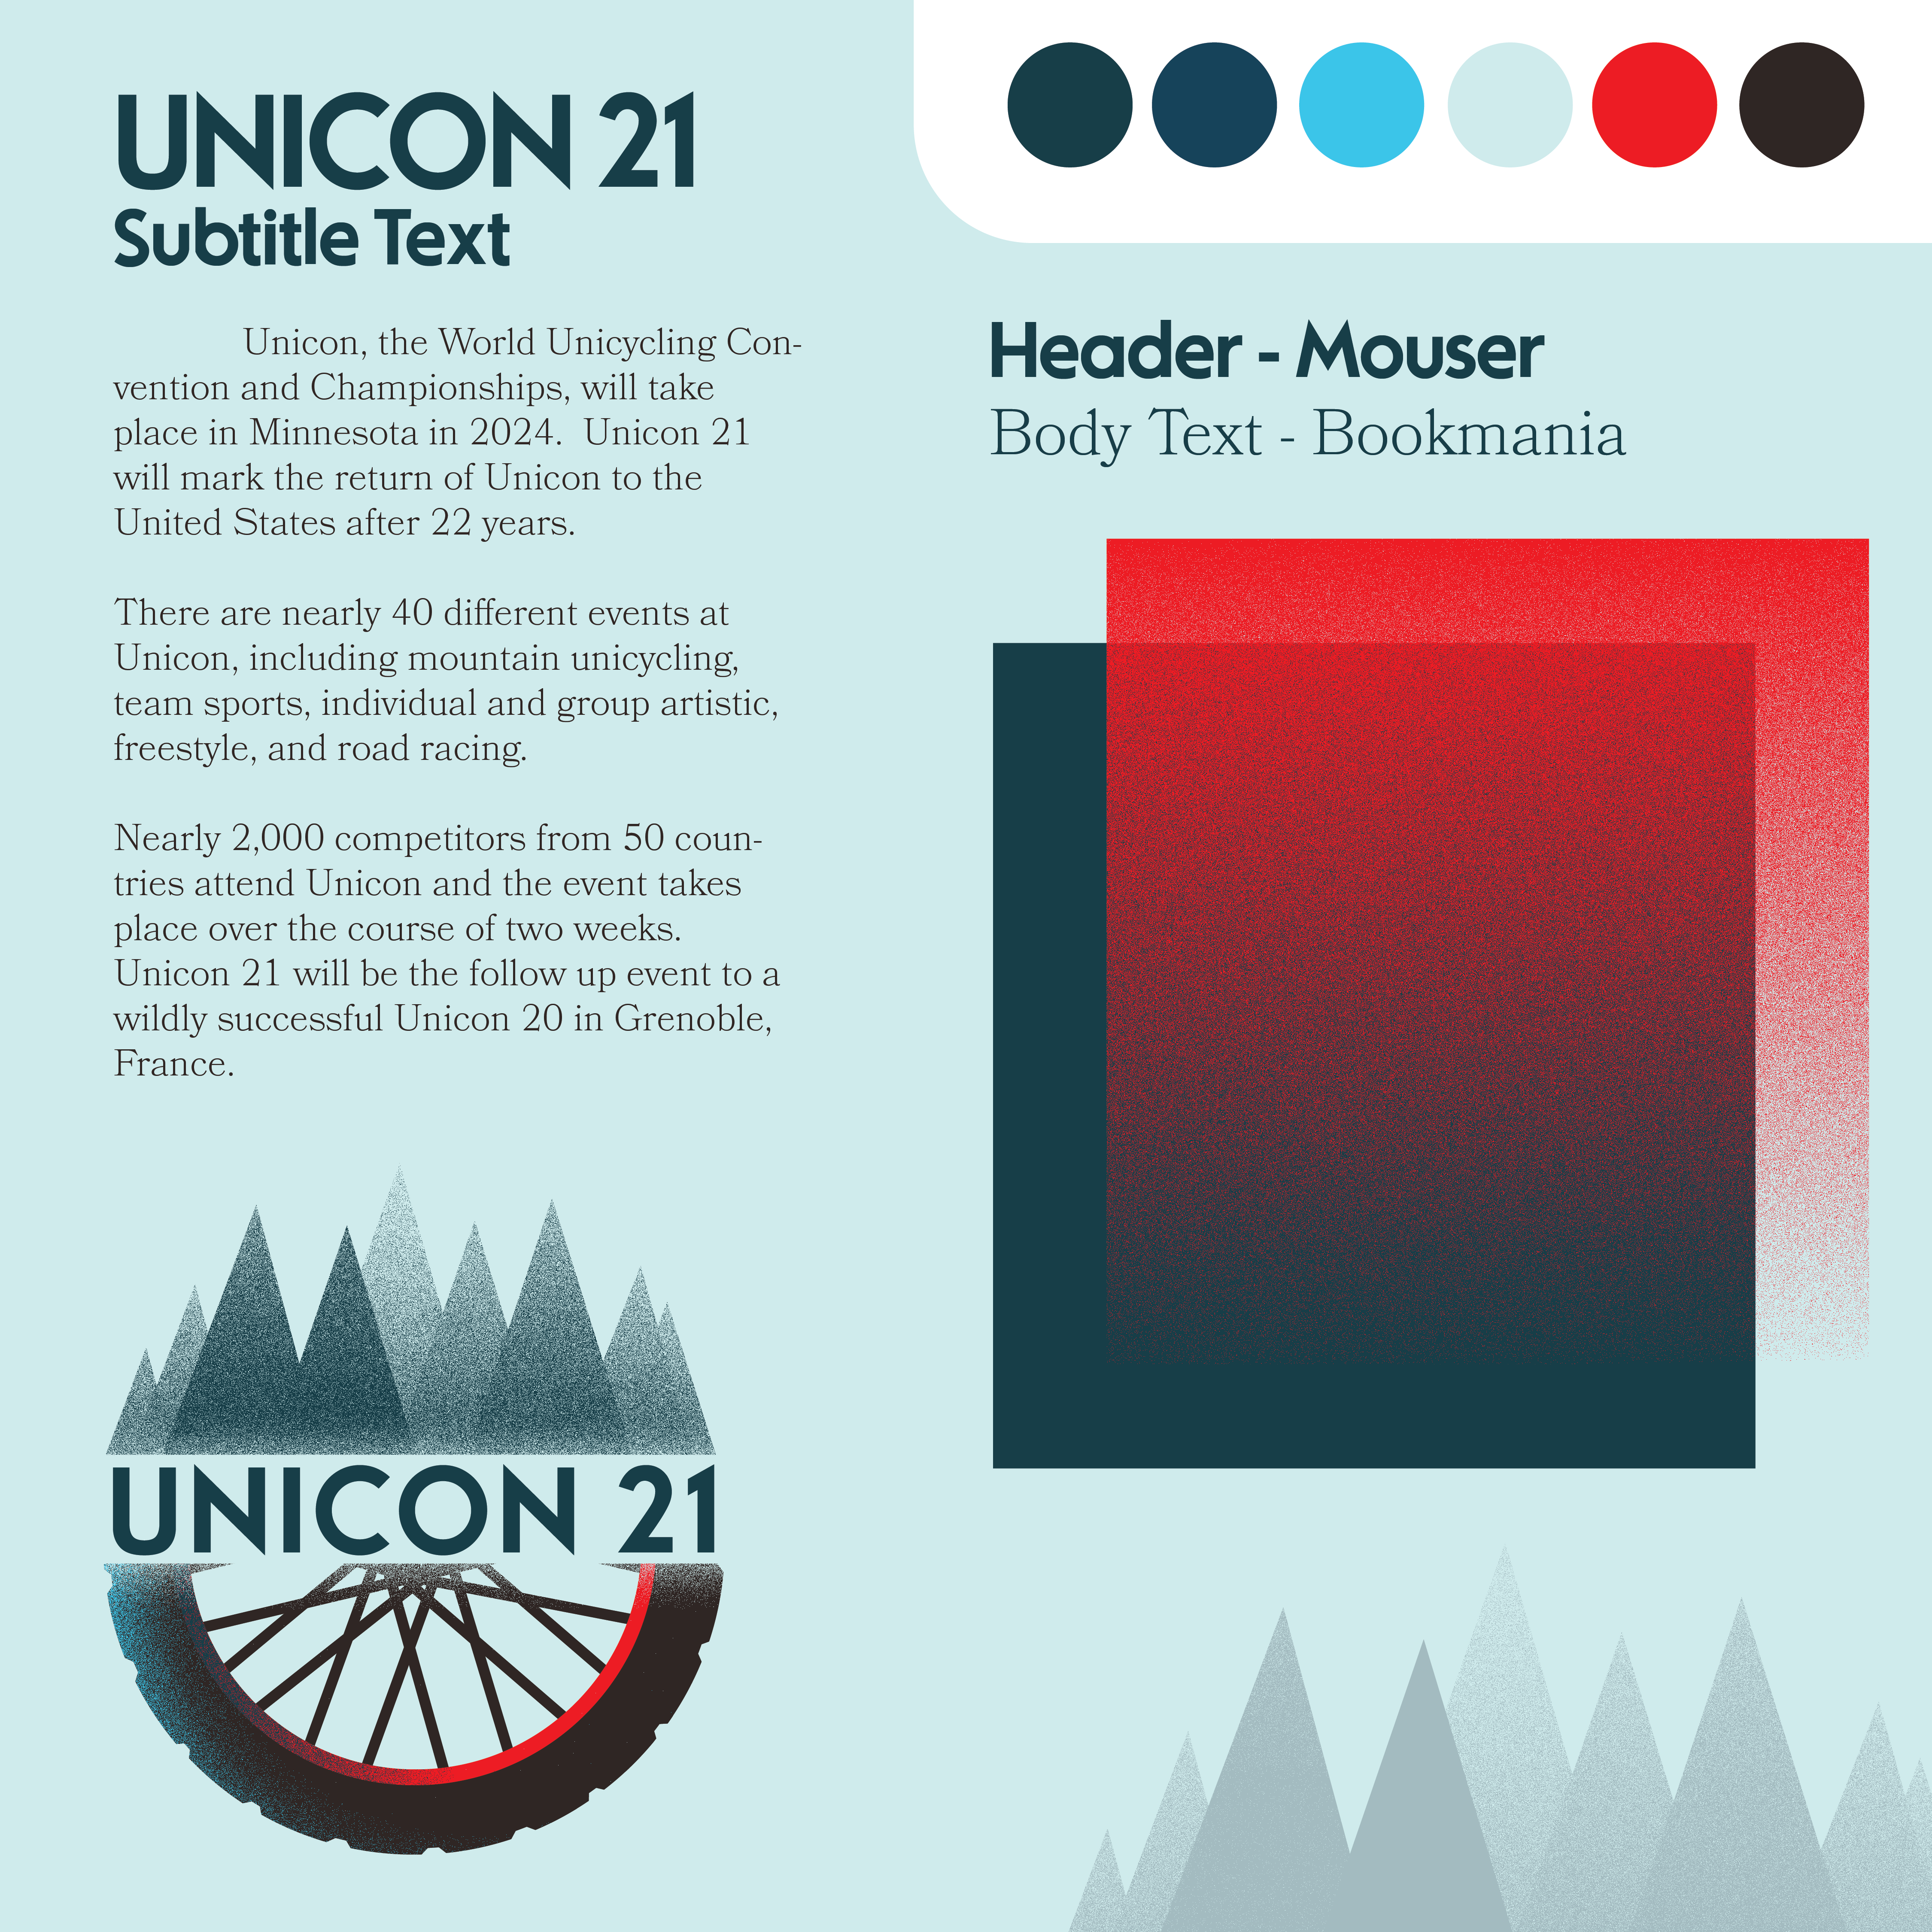 UNICON 21
Subtitle Text
Unicon, the World Unicycling Con-
vention and Championships, will take
place in Minnesota in 2024.  Unicon 21
will mark the return of Unicon to the
United States after 22 years.
There are nearly 40 different events at
Unicon, including mountain unicycling,
team sports, individual and group artistic,
freestyle, and road racing.
Nearly 2,000 competitors from 50 coun-
tries attend Unicon and the event takes
place over the course of two weeks.
Unicon 21 will be the follow up event to a
wildly successful Unicon 20 in Grenoble,
France.
UNICON 21
Header - Mouser
Body Text - Bookmania